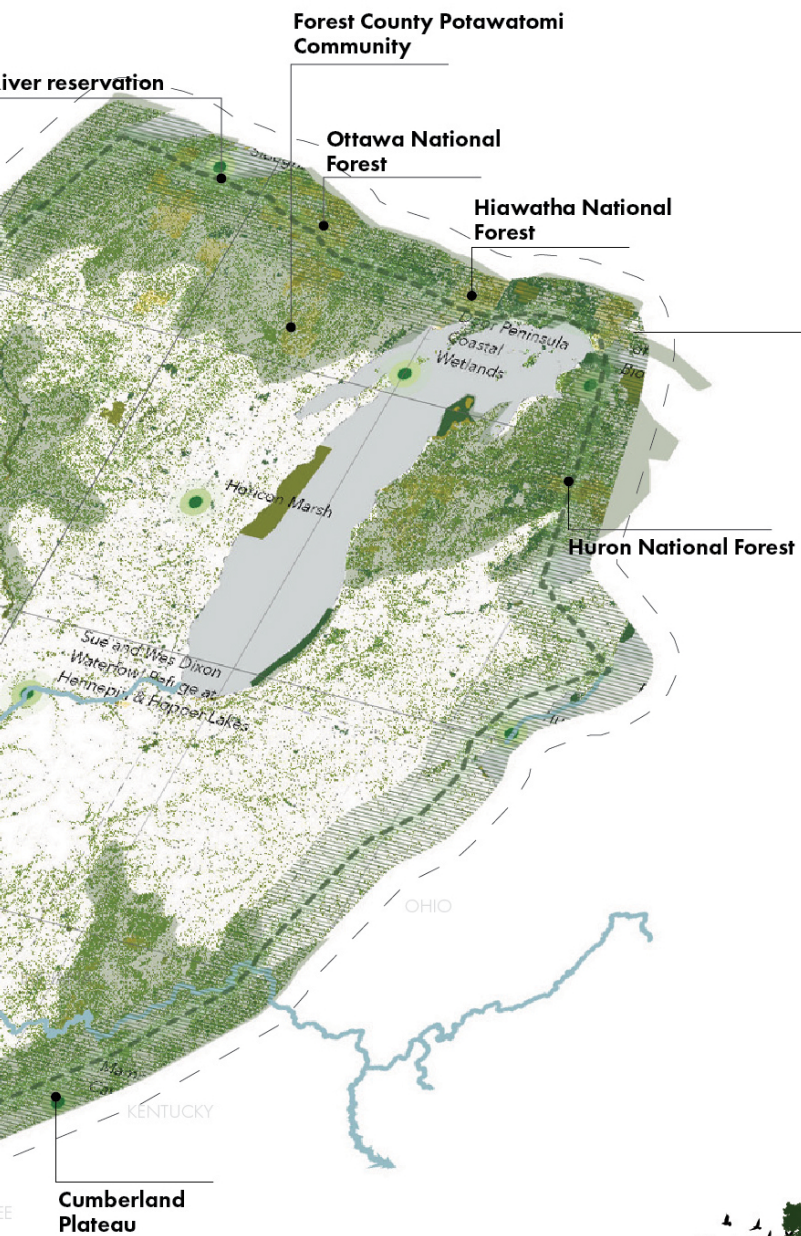 Forest County Potawatomi
Community
iver reservation
Ottawa National
Forest
Hiawatha National
Forest
Peninsula
Coastal
Wetlands
Horicon Marsh
Huron National Forest
Sue and Wes Dixon
Waterfowl Refuge at
Hennepin & Hopper Lakes
OHIO
KENTUCKY
EE
Cumberland
Plateau